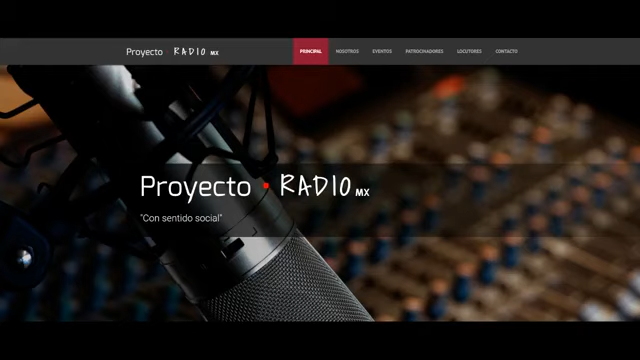 Proyecto · RADIO MX
PRINCIPAL NOSOTROS EVENTOS PATROCINADORES LOCUTORES CONTACTO
Proyecto · RADIO MX
"Con sentido social"